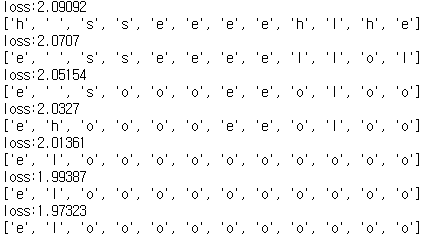 loss:2.09092
['h', ' ', 's', 's', 'e', 'e', 'e', 'e', 'h', 'l', 'h', 'e']
loss:2.0707
['e', ' ', 's', 's', 'e', 'e', 'e', 'e', 'l', 'l', 'o', 'l']
loss:2.05154
['e', ' ', 's', 'o', 'o', 'o', 'e', 'e', 'o', 'l', 'o', 'o']
loss:2.0327
['e', 'h', 'o', 'o', 'o', 'o', 'e', 'e', 'o', 'l', 'o', 'o']
loss:2.01361
['e', 'l', 'o', 'o', 'o', 'o', 'o', 'o', 'o', 'o', 'o', 'o']
loss:1.99387
['e', 'l', 'o', 'o', 'o', 'o', 'o', 'o', 'o', 'o', 'o', 'o']
loss:1.97323
['e', 'l', 'o', 'o', 'o', 'o', 'o', 'o', 'o', 'o', 'o', 'o']